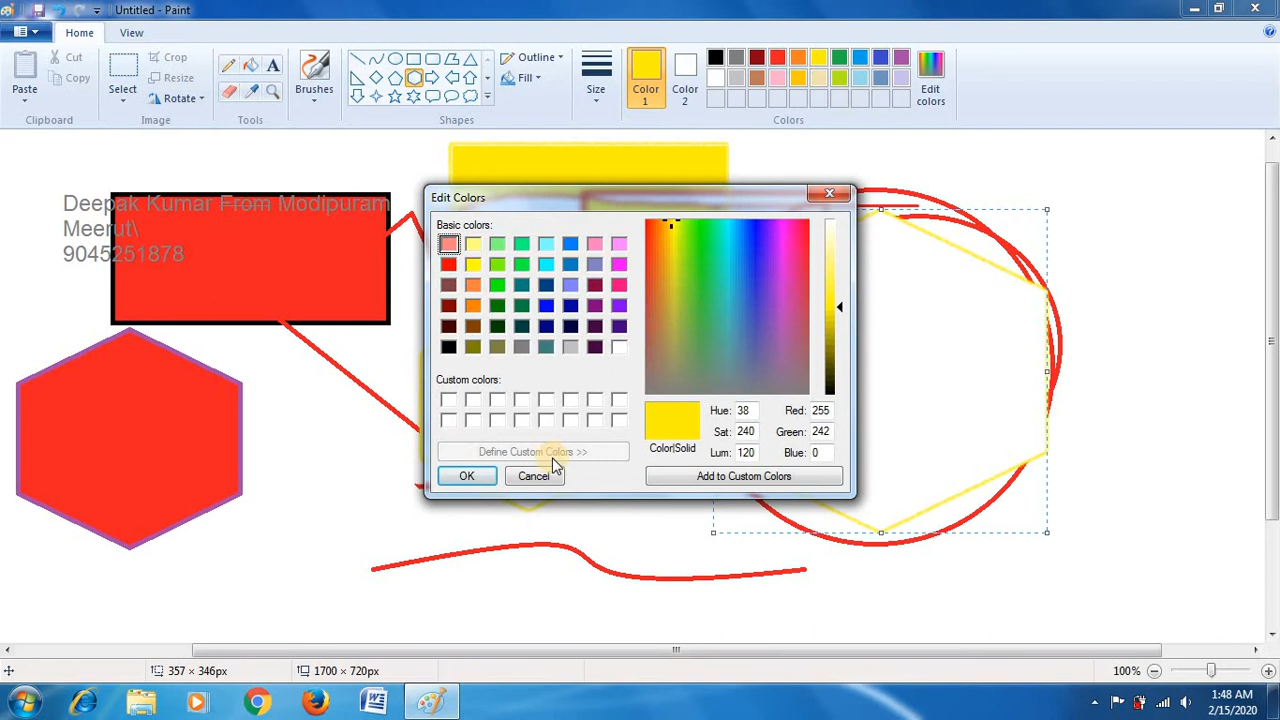 Untitled - Paint
Home
View
Paste
Cut
Copy
Clipboard
Select
Crop
Resize
Rotate
Image
Tools
Brushes
Outline
Fill
Shapes
Size
Color 1
Color 2
Edit colors
Colors
Deepak Kumar From Modipuram
Meerut\
9045251878
Edit Colors
Basic colors:
Custom colors:
Define Custom Colors >>
OK
Cancel
Color|Solid
Hue: 38
Sat: 240
Lum: 120
Red: 255
Green: 242
Blue: 0
Add to Custom Colors
357 × 346px
1700 × 720px
100%
1:48 AM
2/15/2020